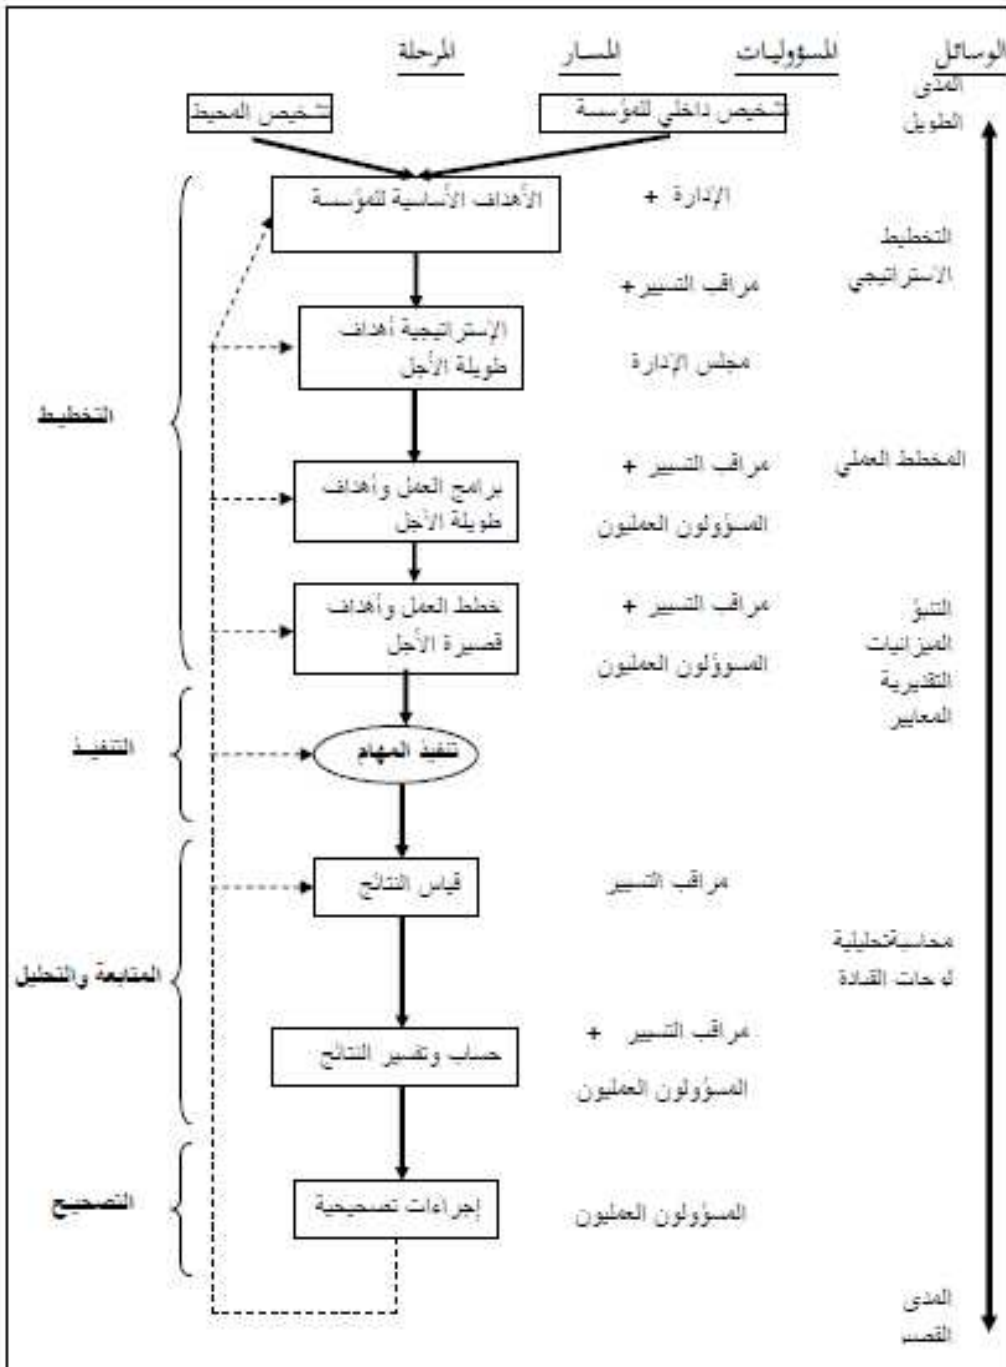 الوسائل المسؤوليات المسار المرحلة
المدى
الطويل
تشخيص داخلي للمؤسسة تشخيص المحيط
الأهداف الأساسية للمؤسسة
الإدارة +
التخطيط
الاستراتيجي
مراقب التسيير +
الإستراتيجية أهداف
طويلة الأجل
مجلس الإدارة
التخطيط
المخطط العملي
مراقب التسيير +
برامج العمل وأهداف
طويلة الأجل
المسؤولون العمليون
خطط العمل وأهداف
قصيرة الأجل
مراقب التسيير +
المسوؤلون العمليون
التنبؤ
الميزانيات
التقديرية
المعايير
تنفيذ المهام
التنفيـذ
قياس النتائج
مراقب التسيير
محاسبةتحليلية
لوحات القيادة
المتابعة والتحليل
حساب وتفسير النتائج
مراقب التسيير +
المسؤولون العمليون
إجراءات تصحيحية
المسؤولون العمليون
التصحيـح
المدى
القصير